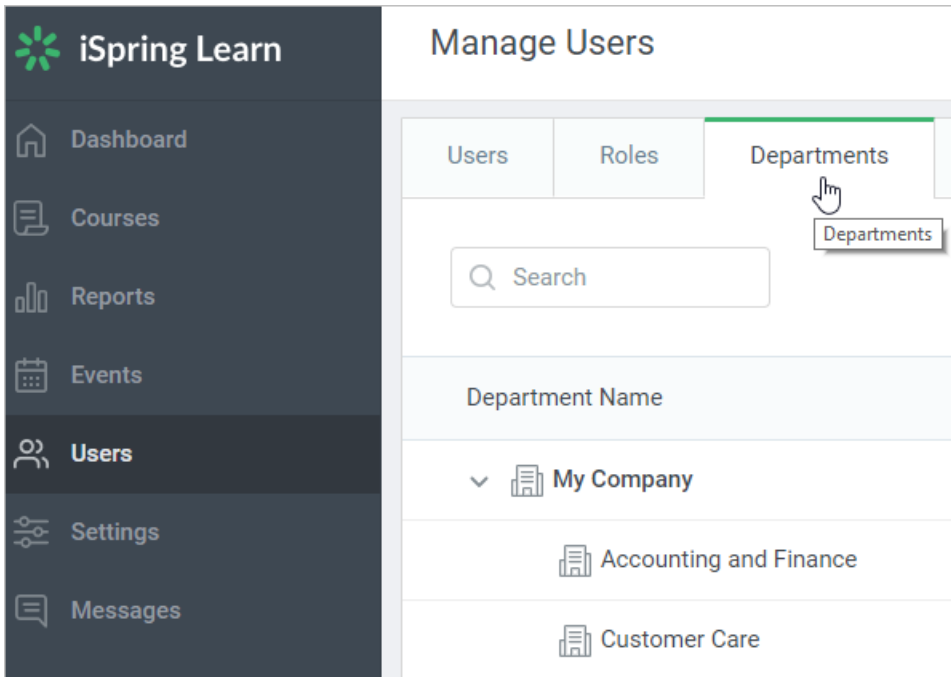 iSpring Learn
Dashboard
Courses
Reports
Events
Users
Settings
Messages
Manage Users
Users Roles Departments
Departments
Search
Department Name
My Company
Accounting and Finance
Customer Care